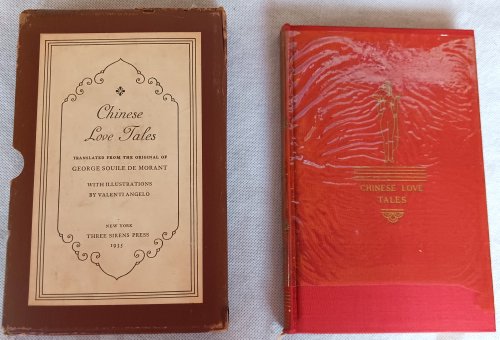 Chinese
Love Tales
TRANSLATED FROM THE ORIGINAL OF
GEORGE SOUILE DE MORANT
WITH ILLUSTRATIONS
BY VALENTI ANGELO
NEW YORK
THREE SIRENS PRESS
1935
CHINESE LOVE
TALES